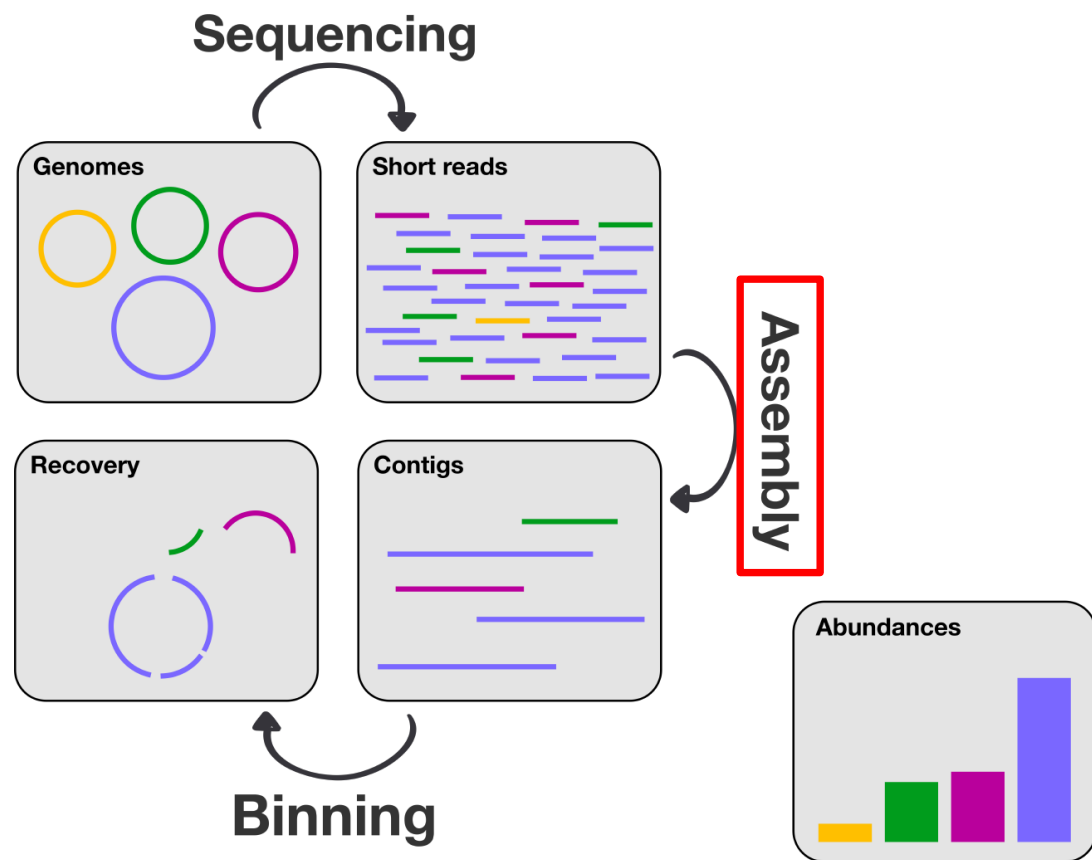 Sequencing
Genomes
Short reads
Assembly
Recovery
Contigs
Binning
Abundances